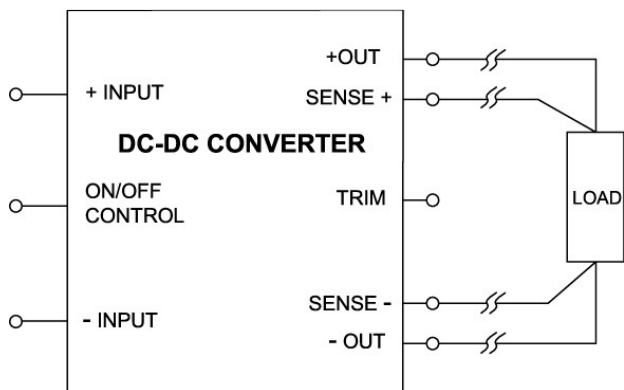 +OUT
+ INPUT
SENSE +
DC-DC CONVERTER
ON/OFF
CONTROL
TRIM
LOAD
SENSE -
- INPUT
- OUT